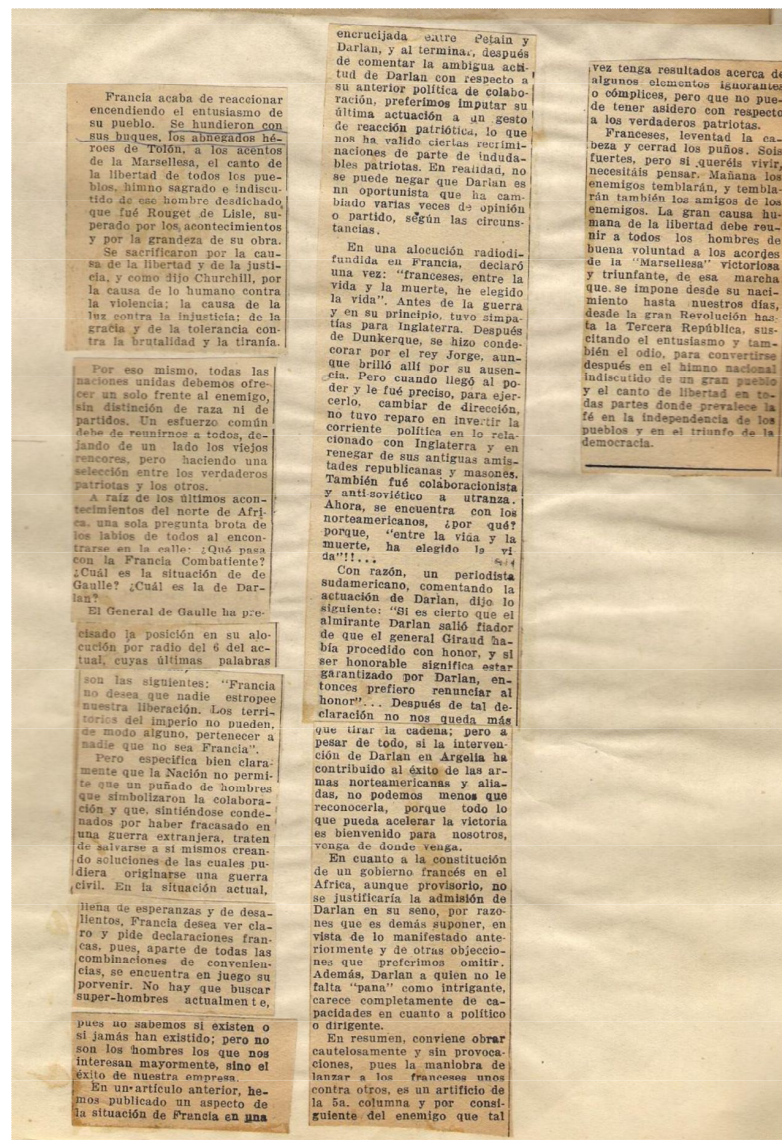 Francia acaba de reaccionar
encendiendo el entusiasmo de
su pueblo. Se hundieron con
sus buques, los abnegados hé-
roes de Tolón, a los acentos
de la Marsellesa, el canto de
la libertad de todos los pue-
blos, himno sagrado e indiscu-
tido de ese hombre desdichado
que fué Rouget de Lisle, su-
perado por los acontecimientos
y por la grandeza de su obra.
Se sacrificaron por la cau-
sa de la libertad y de la justi-
cia, y como dijo Churchill, por
la causa de lo humano contra
la violencia; la causa de la
luz contra la injusticia; de la
gracia y de la tolerancia con-
tra la brutalidad y la tiranía.
Por eso mismo, todas las
naciones unidas debemos ofre-
cer un solo frente al enemigo,
sin distinción de raza ni de
partidos. Un esfuerzo común
debe de reunirnos a todos, de-
jando de un lado los viejos
rencores, pero haciendo una
selección entre los verdaderos
patriotas y los otros.
A raíz de los últimos acon-
tecimientos del norte de Afri-
ca, una sola pregunta brota de
los labios de todos al encon-
trarse en la calle: ¿Qué pasa
con la Francia Combatiente?
¿Cuál es la situación de de
Gaulle? ¿Cuál es la de Dar-
lan?
El General de Gaulle ha pre-
cisado la posición en su alo-
cución por radio del 6 del ac-
tual, cuyas últimas palabras
son las siguientes: "Francia
no desea que nadie estropee
nuestra liberación. Los terri-
torios del imperio no pueden,
de modo alguno, pertenecer a
nadie que no sea Francia".
Pero especifica bien clara-
mente que la Nación no permi-
te que un puñado de hombres
que simbolizaron la colabora-
ción y que, sintiéndose conde-
nados por haber fracasado en
una guerra extranjera, traten
de salvarse a sí mismos crean-
do soluciones de las cuales pu-
diera originarse una guerra
civil. En la situación actual,
llena de esperanzas y de desa-
lientos, Francia desea ver cla-
ro y pide declaraciones fran-
cas, pues, aparte de todas las
combinaciones de convenien-
cias, se encuentra en juego su
porvenir. No hay que buscar
super-hombres actualmente,
pues no sabemos si existen o
si jamás han existido; pero no
son los hombres los que nos
interesan mayormente, sino el
éxito de nuestra empresa.
En un artículo anterior, he-
mos publicado un aspecto de
la situación de Francia en una
encrucijada entre Petain y
Darlan, y al terminar, después
de comentar la ambigua acti-
tud de Darlan con respecto a
su anterior política de colabo-
ración, preferimos imputar su
última actuación a un gesto
de reacción patriótica, lo que
nos ha valido ciertas recrimi-
naciones de parte de induda-
bles patriotas. En realidad, no
se puede negar que Darlan es
nn oportunista que ha cam-
biado varias veces de opinión
o partido, según las circuns-
tancias.
En una alocución radiodi-
fundida en Francia, declaró
una vez: "franceses, entre la
vida y la muerte, he elegido
la vida". Antes de la guerra
y en su principio, tuvo simpa-
tías para Inglaterra. Después
de Dunkerque, se hizo conde-
corar por el rey Jorge, aun-
que brilló allí por su ausen-
cia. Pero cuando llegó al po-
der y le fué preciso, para ejer-
cerlo, cambiar de dirección,
no tuvo reparo en invertir la
corriente política en lo rela-
cionado con Inglaterra y en
renegar de sus antiguas amis-
tades republicanas y masones.
También fué colaboracionista
y anti-soviético a utranza.
Ahora, se encuentra con los
norteamericanos, ¿por qué?
porque, "entre la vida y la
muerte, ha elegido la vi
da"!!...
Con razón, un periodista
sudamericano, comentando la
actuación de Darlan, dijo lo
siguiente: "Si es cierto que el
almirante Darlan salió fiador
de que el general Giraud ha-
bía procedido con honor, y si
ser honorable significa estar
garantizado por Darlan, en-
tonces prefiero renunciar al
honor"... Después de tal de-
claración no nos queda más
que tirar la cadena; pero a
pesar de todo, si la interven-
ción de Darlan en Argelia ha
contribuido al éxito de las ar-
mas norteamericanas y alia-
das, no podemos menos que
reconocerla, porque todo lo
que pueda acelerar la victoria
es bienvenido para nosotros,
venga de donde venga.
En cuanto a la constitución
de un gobierno francés en el
Africa, aunque provisorio, no
se justificaría la admisión de
Darlan en su seno, por razo-
nes que es demás suponer, en
vista de lo manifestado ante-
riormente y de otras objeccio-
nes que preferimos omitir.
Además, Darlan a quien no le
falta "pana" como intrigante,
carece completamente de ca-
pacidades en cuanto a político
o dirigente.
En resumen, conviene obrar
cautelosamente y sin provoca-
ciones, pues la maniobra de
lanzar a los franceses unos
contra otros, es un artificio de
la 5a. columna y por consi-
guiente del enemigo que tal
vez tenga resultados acerca de
algunos elementos ignorantes
o cómplices, pero que no pue-
de tener asidero con respecto
a los verdaderos patriotas.
Franceses, leventad la ca-
beza y cerrad los puños. Sois
fuertes, pero si queréis vivir,
necesitáis pensar. Mañana los
enemigos temblarán, y tembla-
rán también los amigos de los
enemigos. La gran causa hu-
mana de la libertad debe reu-
nir a todos los hombres de
buena voluntad a los acordes
de la "Marsellesa" victoriosa
y triunfante, de esa marcha
que se impone desde su naci-
miento hasta nuestros días,
desde la gran Revolución has-
ta la Tercera República, sus-
citando el entusiasmo y tam-
bién el odio, para convertirse
después en el himno nacional
indiscutido de un gran pueblo
y el canto de libertad en to-
das partes donde prevalece la
fé en la independencia de los
pueblos y en el triunfo de la
democracia.